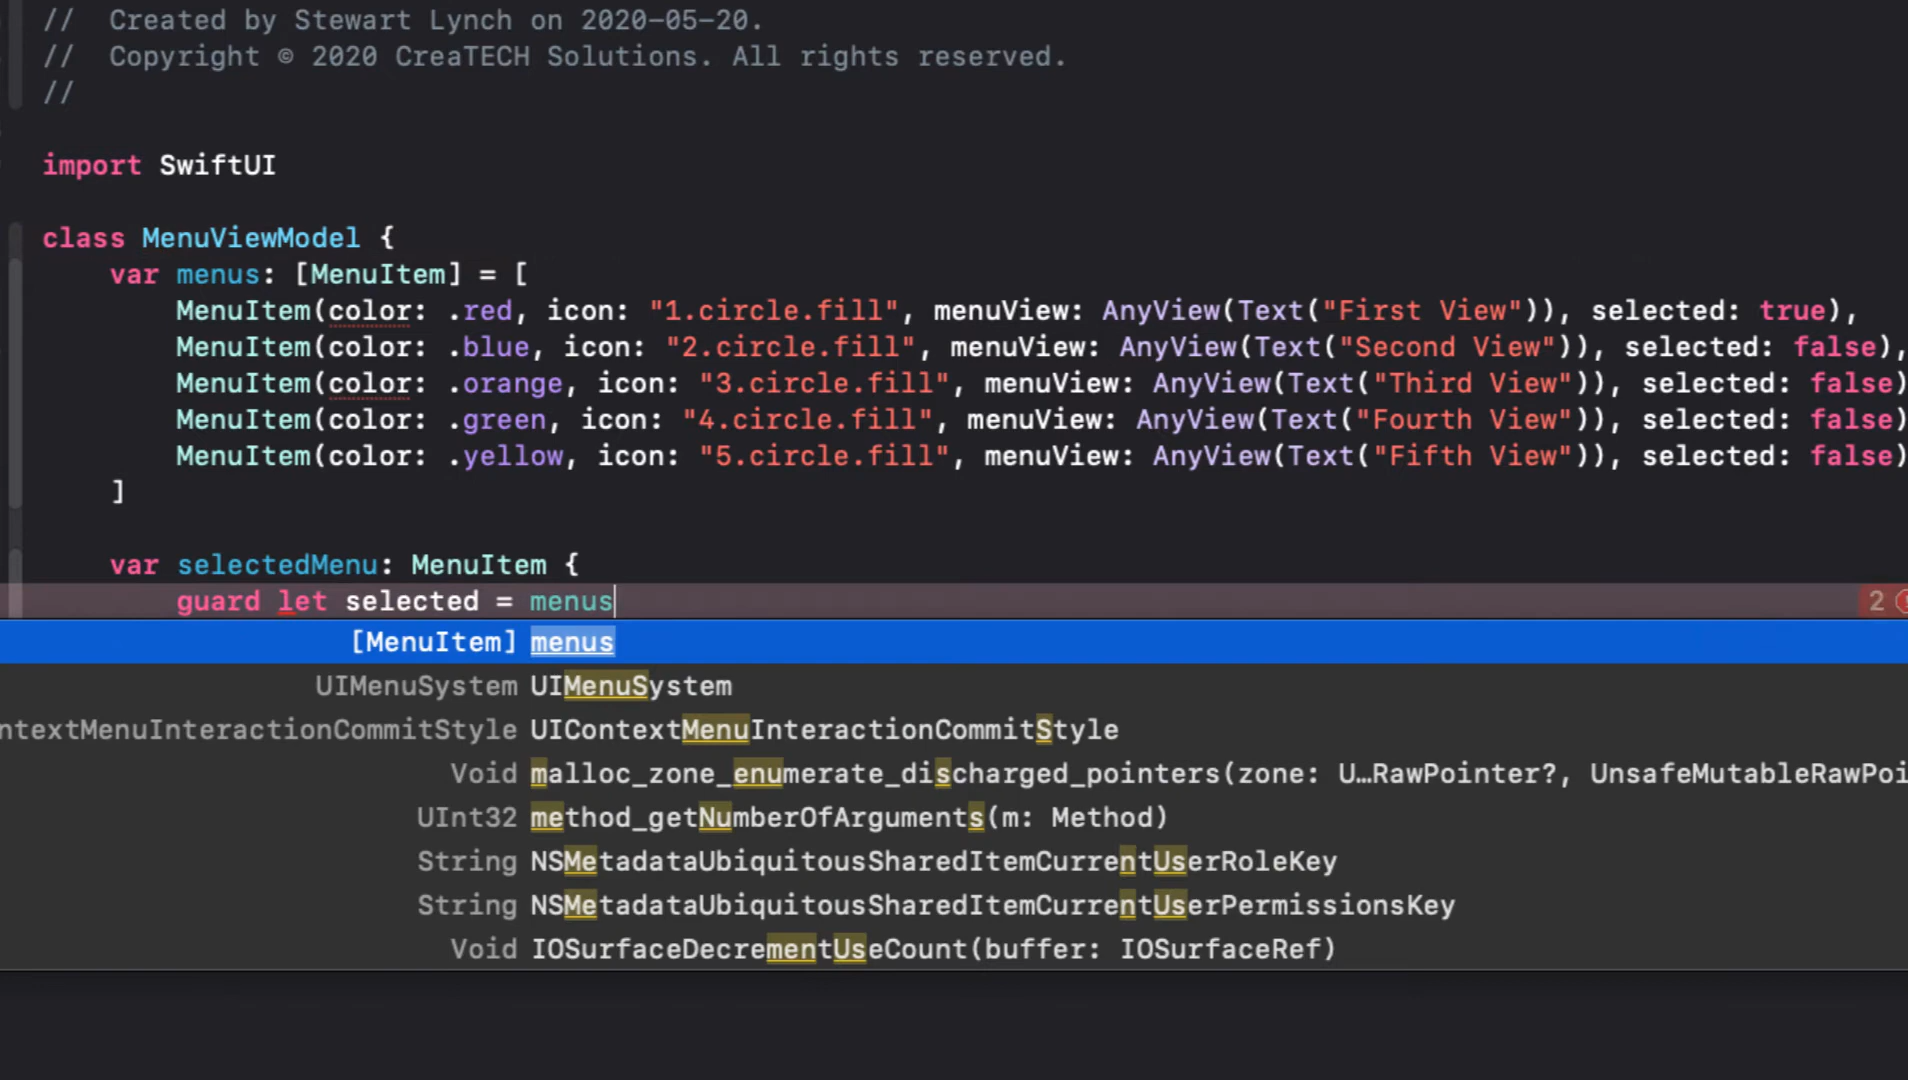 //  Created by Stewart Lynch on 2020-05-20.
//  Copyright © 2020 CreaTECH Solutions. All rights reserved.
//
import SwiftUI
class MenuViewModel {
var menus: [MenuItem] = [
MenuItem(color: .red, icon: "1.circle.fill", menuView: AnyView(Text("First View")), selected: true),
MenuItem(color: .blue, icon: "2.circle.fill", menuView: AnyView(Text("Second View")), selected: false),
MenuItem(color: .orange, icon: "3.circle.fill", menuView: AnyView(Text("Third View")), selected: false)
MenuItem(color: .green, icon: "4.circle.fill", menuView: AnyView(Text("Fourth View")), selected: false)
MenuItem(color: .yellow, icon: "5.circle.fill", menuView: AnyView(Text("Fifth View")), selected: false)
]
var selectedMenu: MenuItem {
guard let selected = menus 2
[MenuItem] menus
UIMenuSystem UIMenuSystem
ntextMenuInteractionCommitStyle UIContextMenuInteractionCommitStyle
Void malloc_zone_enumerate_discharged_pointers(zone: U…RawPointer?, UnsafeMutableRawPoi
UInt32 method_getNumberOfArguments(m: Method)
String NSMetadataUbiquitousSharedItemCurrentUserRoleKey
String NSMetadataUbiquitousSharedItemCurrentUserPermissionsKey
Void IOSurfaceDecrementUseCount(buffer: IOSurfaceRef)